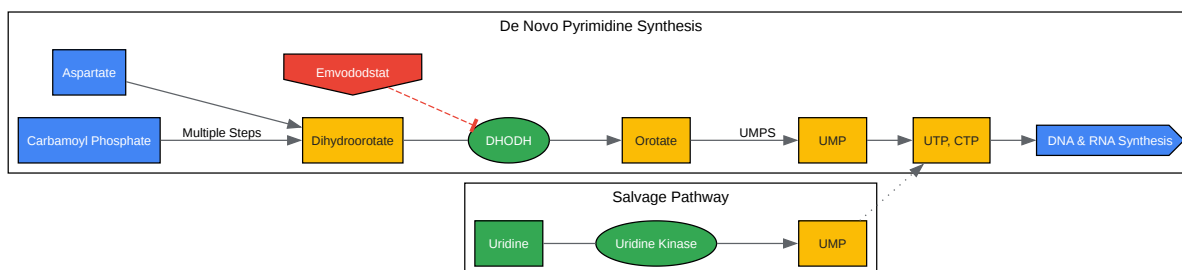 De Novo Pyrimidine Synthesis
Aspartate
Emvododstat
Carbamoyl Phosphate
Multiple Steps
Dihydroorotate
DHODH
Orotate
UMPS
UMP
UTP, CTP
DNA & RNA Synthesis
Salvage Pathway
Uridine
Uridine Kinase
UMP